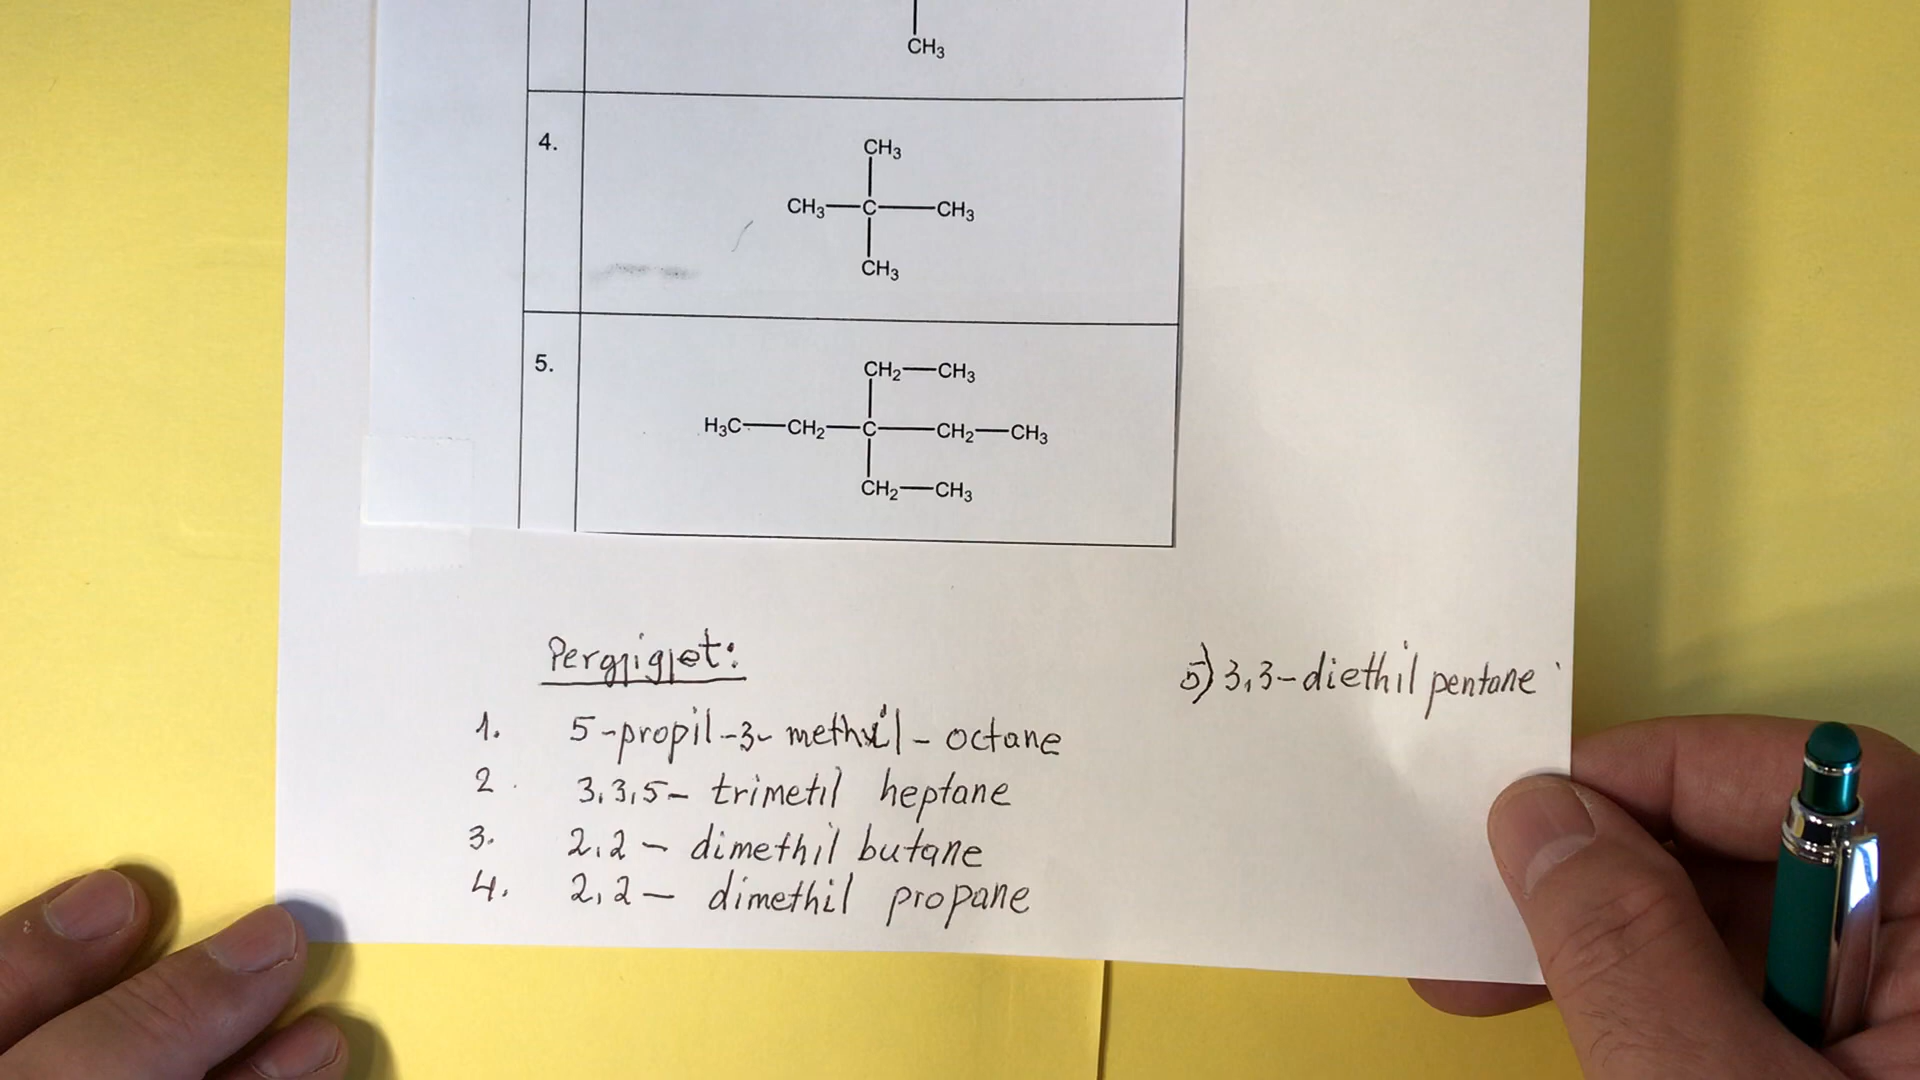 CH3
4.
CH3
CH3—C—CH3
CH3
5.
CH2—CH3
H3C—CH2—C—CH2—CH3
CH2—CH3
Pergjigjet:
5) 3,3-diethil pentane
1. 5-propil-3-methil-octane
2. 3,3,5-trimetil heptane
3. 2,2-dimethil butane
4. 2,2-dimethil propane